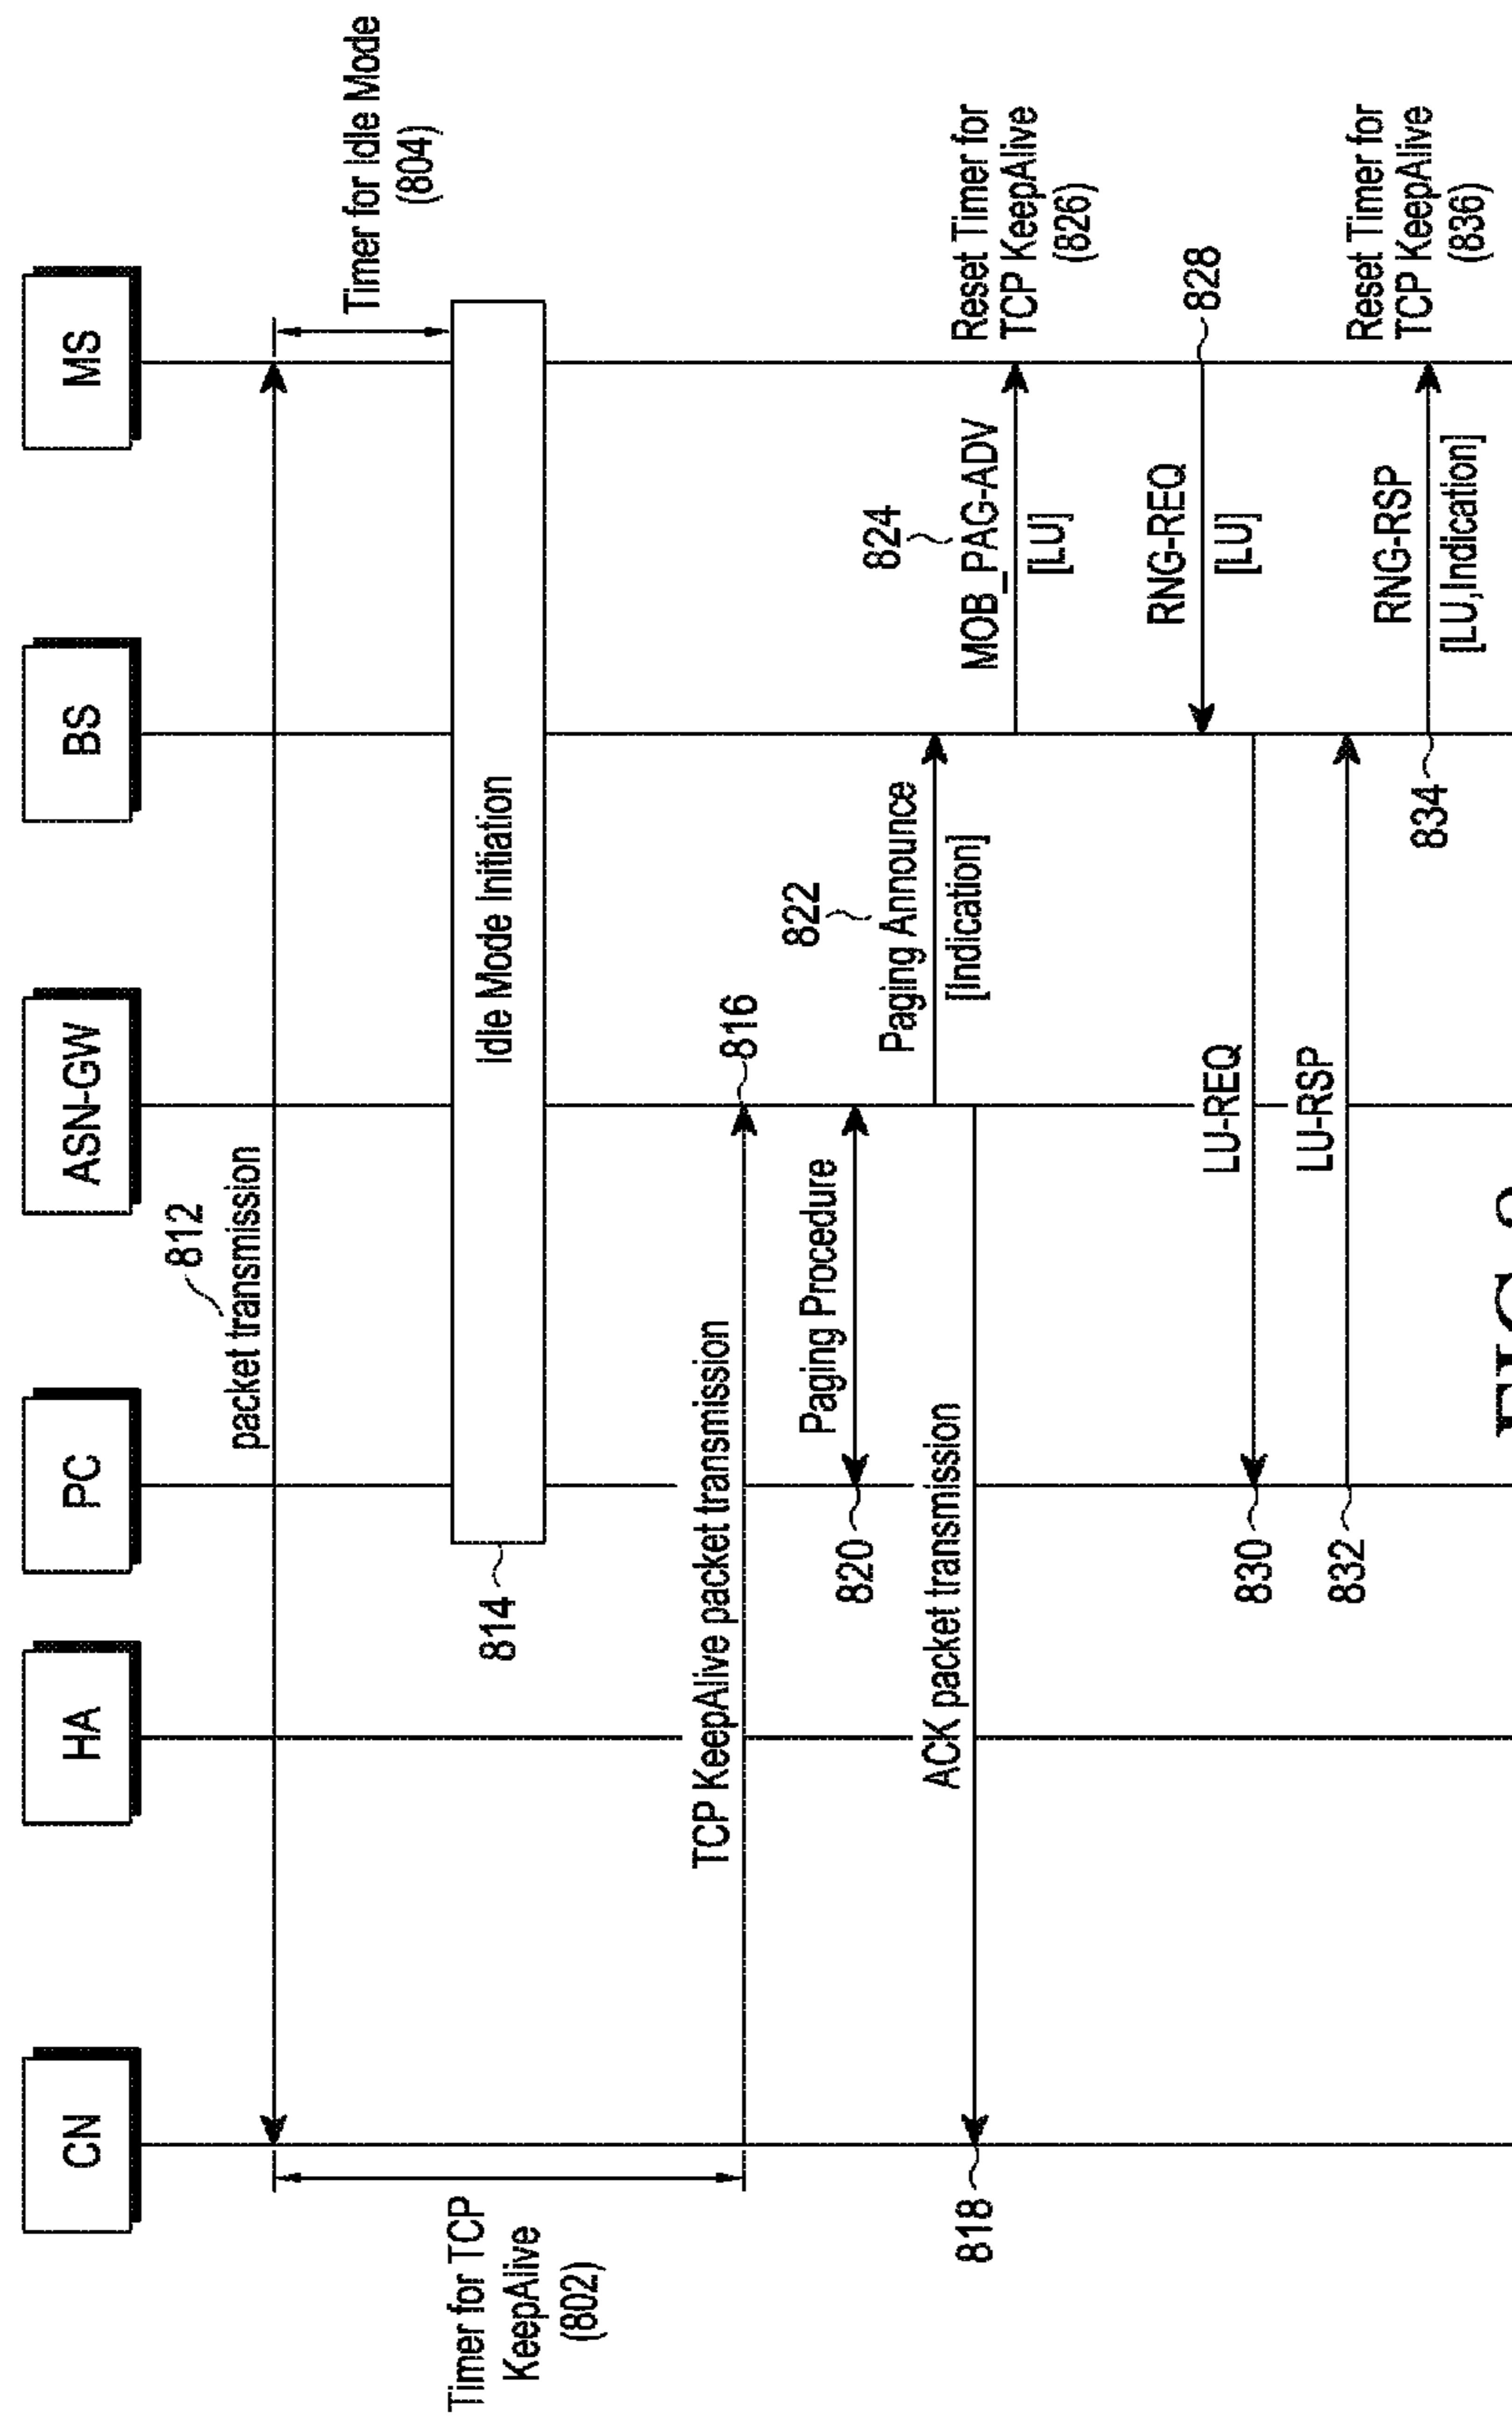 CN
HA
PC
ASN-GW
BS
MS
812
packet transmission
Timer for Idle Mode
(804)
Timer for TCP
KeepAlive
(802)
814
Idle Mode Initiation
TCP KeepAlive packet transmission
816
Paging Procedure
820
822
Paging Announce
[Indication]
ACK packet transmission
818
824
MOB_PAG-ADV
[LU]
Reset Timer for
TCP KeepAlive
(826)
RNG-REQ
[LU]
828
LU-REQ
830
LU-RSP
832
RNG-RSP
[LU,Indication]
834
Reset Timer for
TCP KeepAlive
(836)